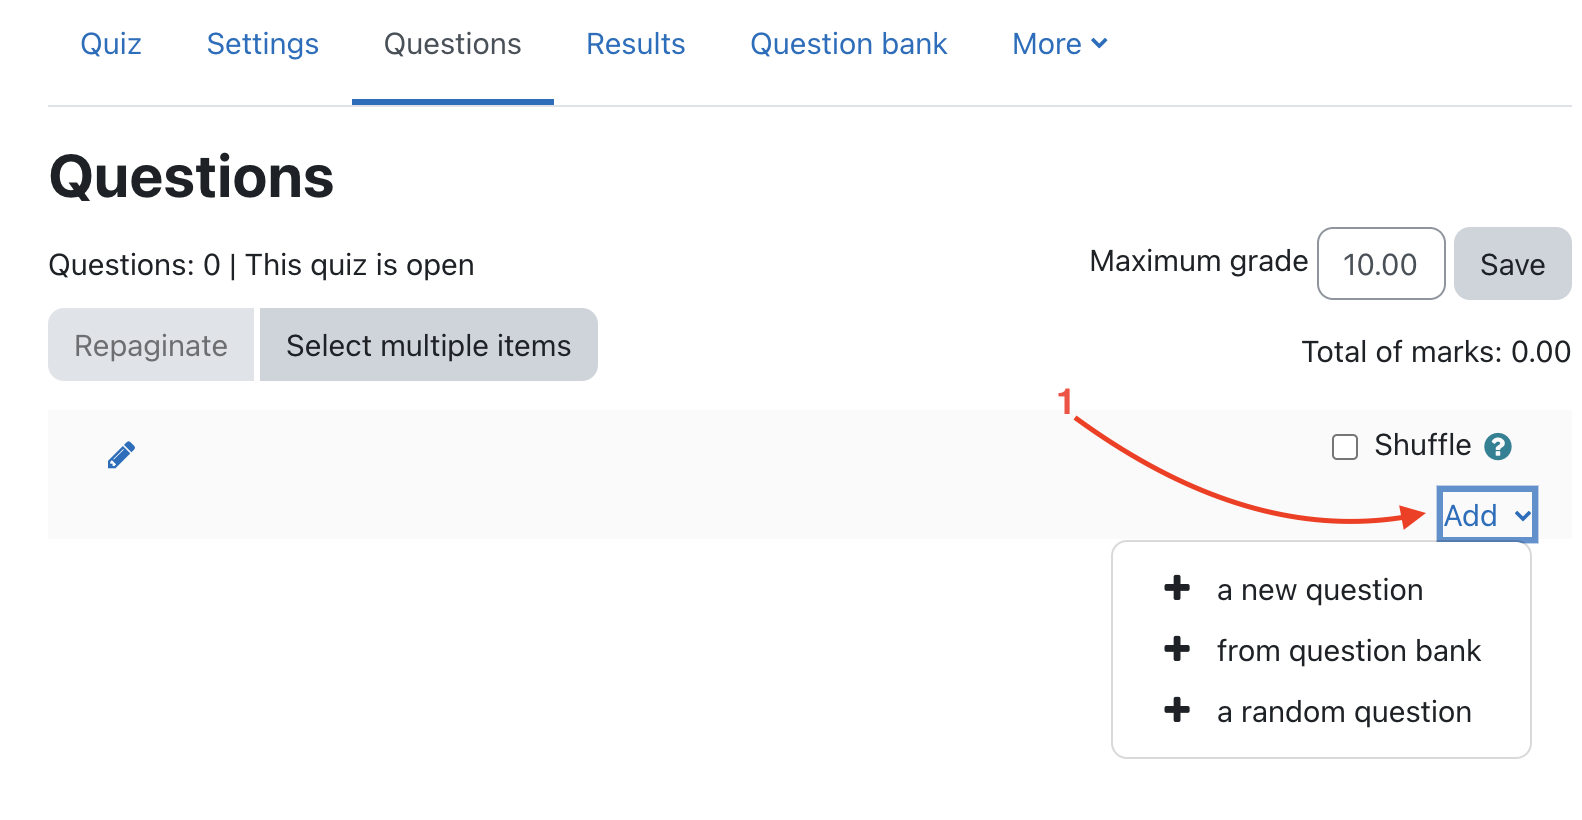 Quiz Settings Questions Results Question bank More
Questions
Questions: 0 | This quiz is open
Maximum grade 10.00 Save
Repaginate Select multiple items
Total of marks: 0.00
1
Shuffle ?
Add
a new question
from question bank
a random question